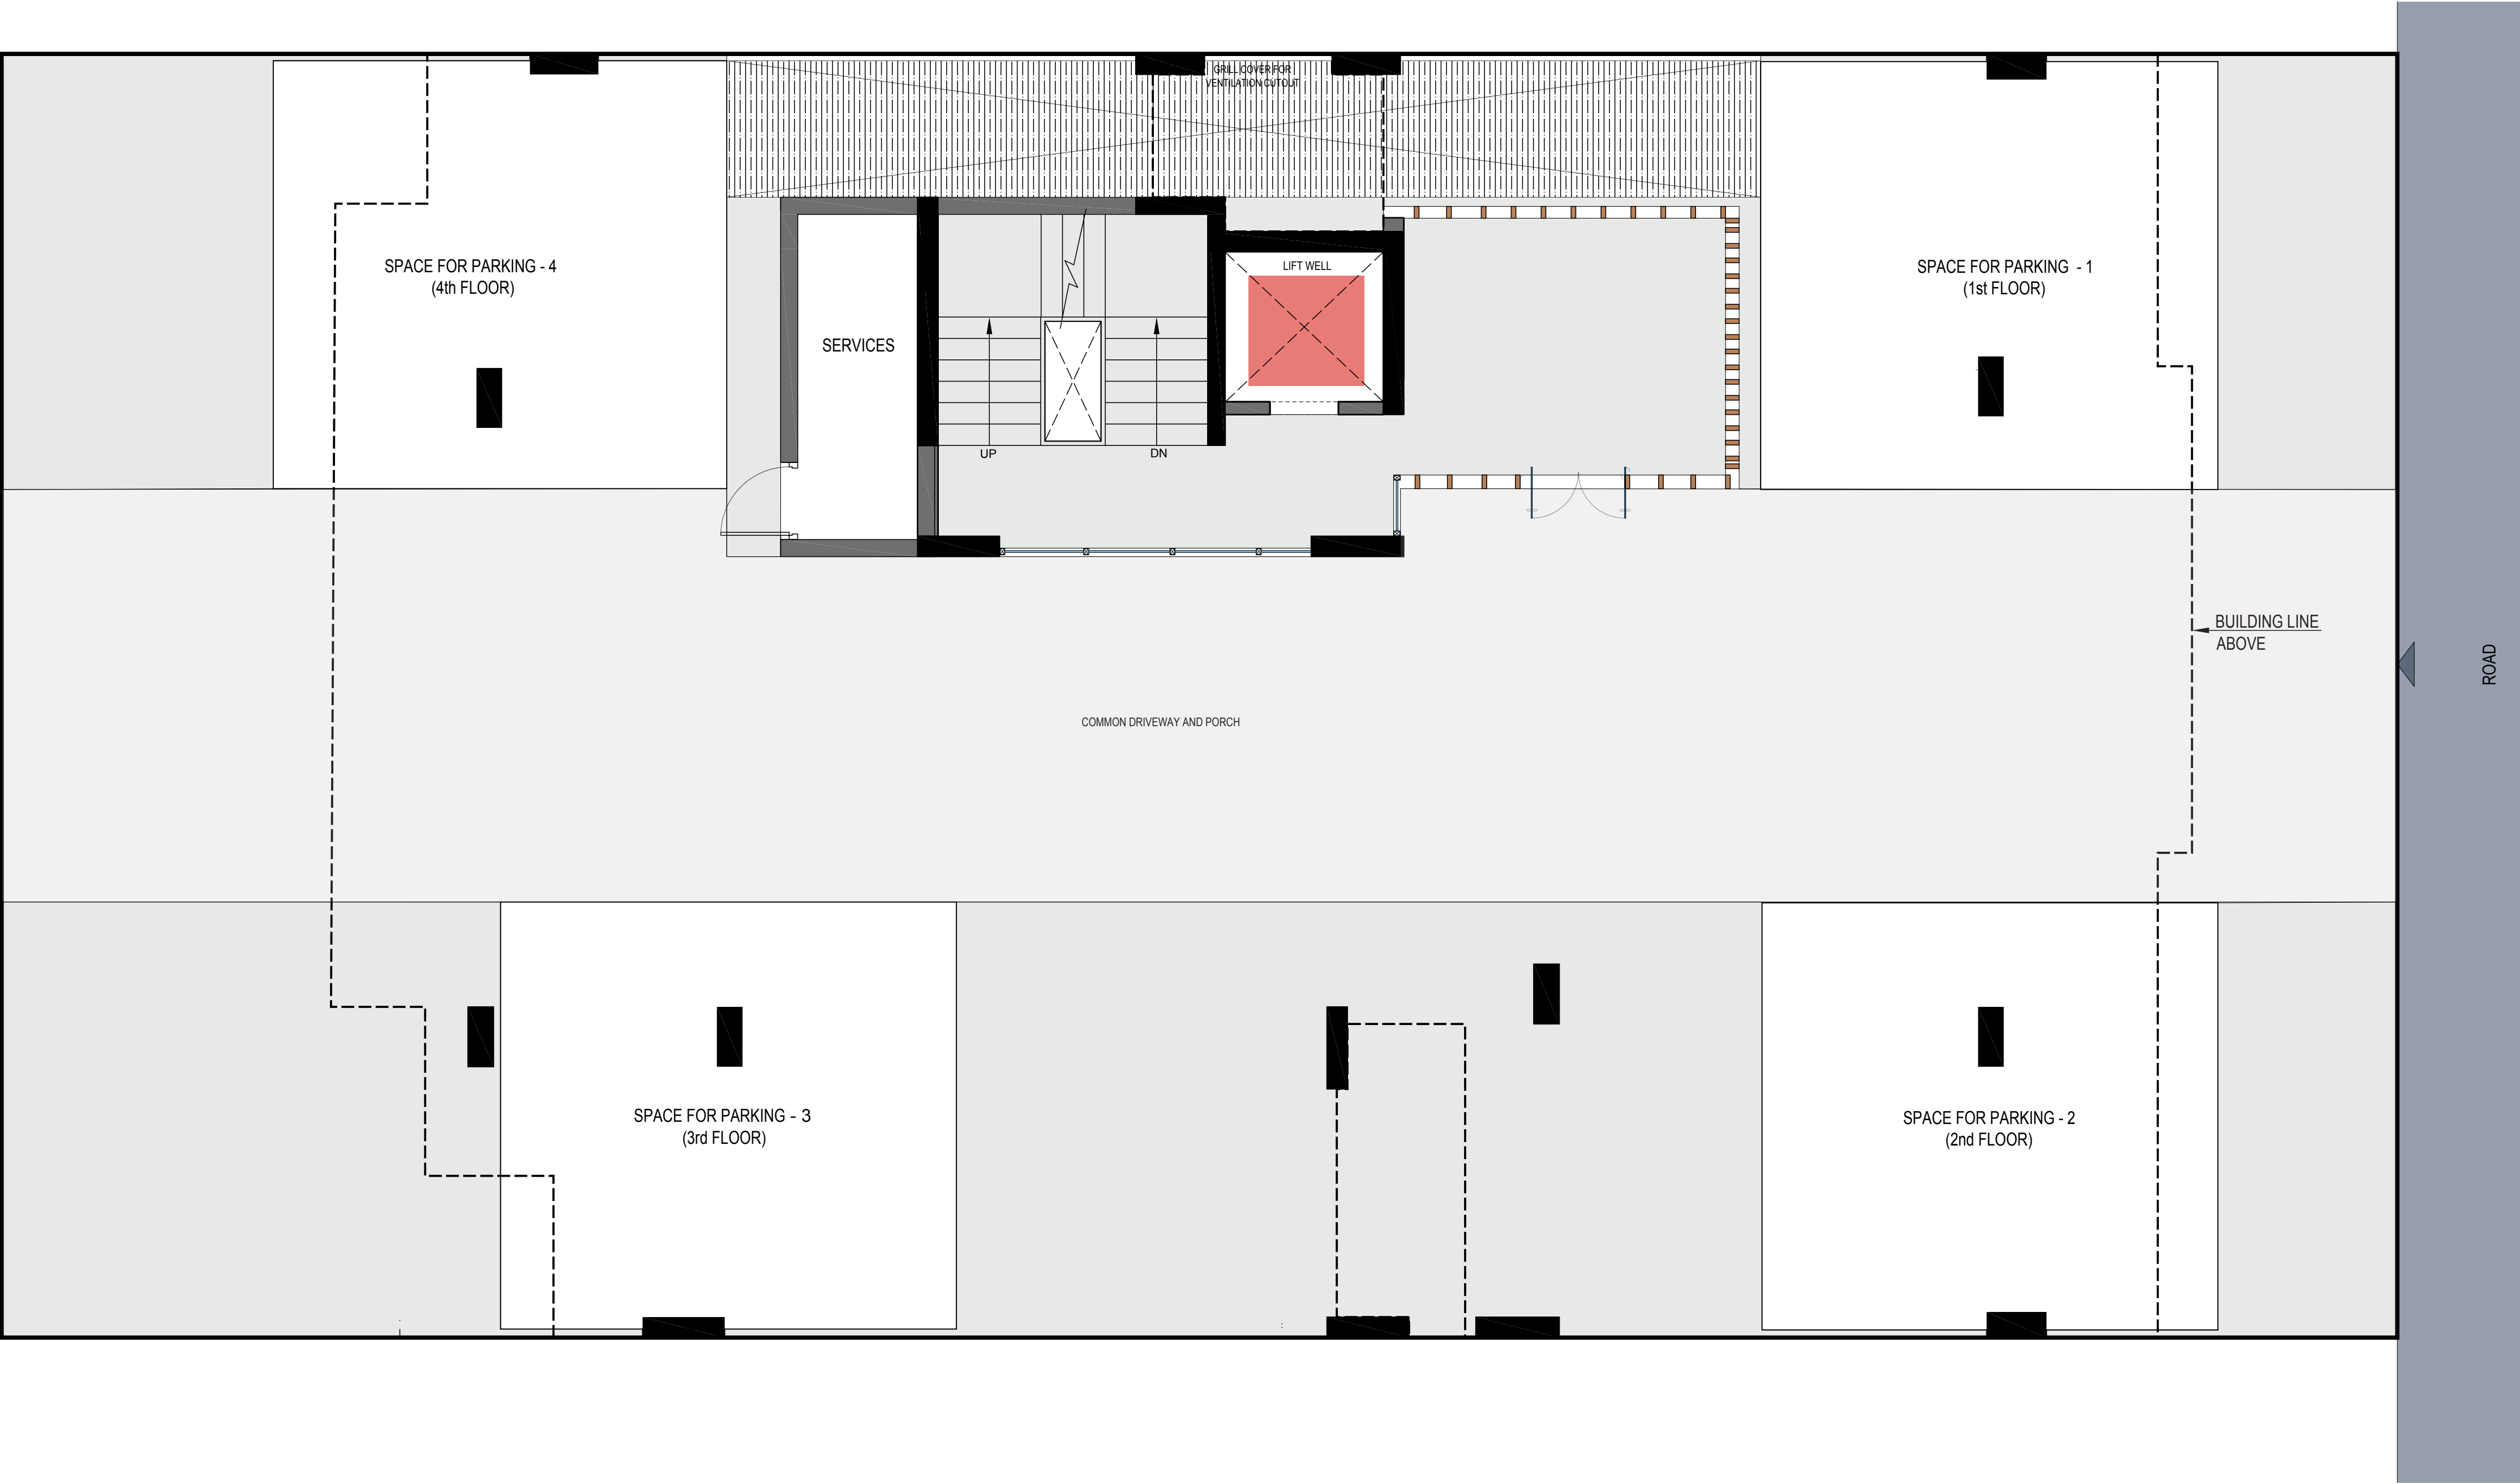 GRILL COVER FOR
VENTILATION CUTOUT
SPACE FOR PARKING - 4
(4th FLOOR)
LIFT WELL
SPACE FOR PARKING - 1
(1st FLOOR)
SERVICES
UP
DN
BUILDING LINE
ABOVE
ROAD
COMMON DRIVEWAY AND PORCH
SPACE FOR PARKING - 3
(3rd FLOOR)
SPACE FOR PARKING - 2
(2nd FLOOR)